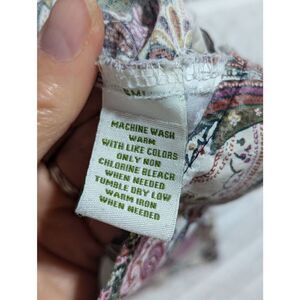 MACHINE WASH
WARM
WITH LIKE COLORS
ONLY NON
CHLORINE BLEACH
WHEN NEEDED
TUMBLE DRY LOW
WARM IRON
WHEN NEEDED